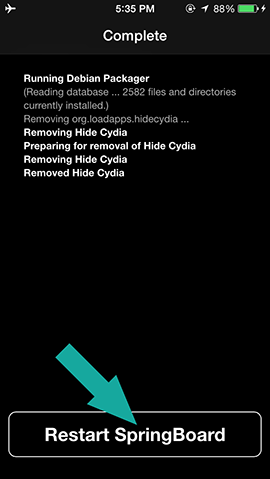 5:35 PM 88%
Complete
Running Debian Packager
(Reading database ... 2582 files and directories
currently installed.)
Removing org.loadapps.hidecydia ...
Removing Hide Cydia
Preparing for removal of Hide Cydia
Removing Hide Cydia
Removed Hide Cydia
Restart SpringBoard